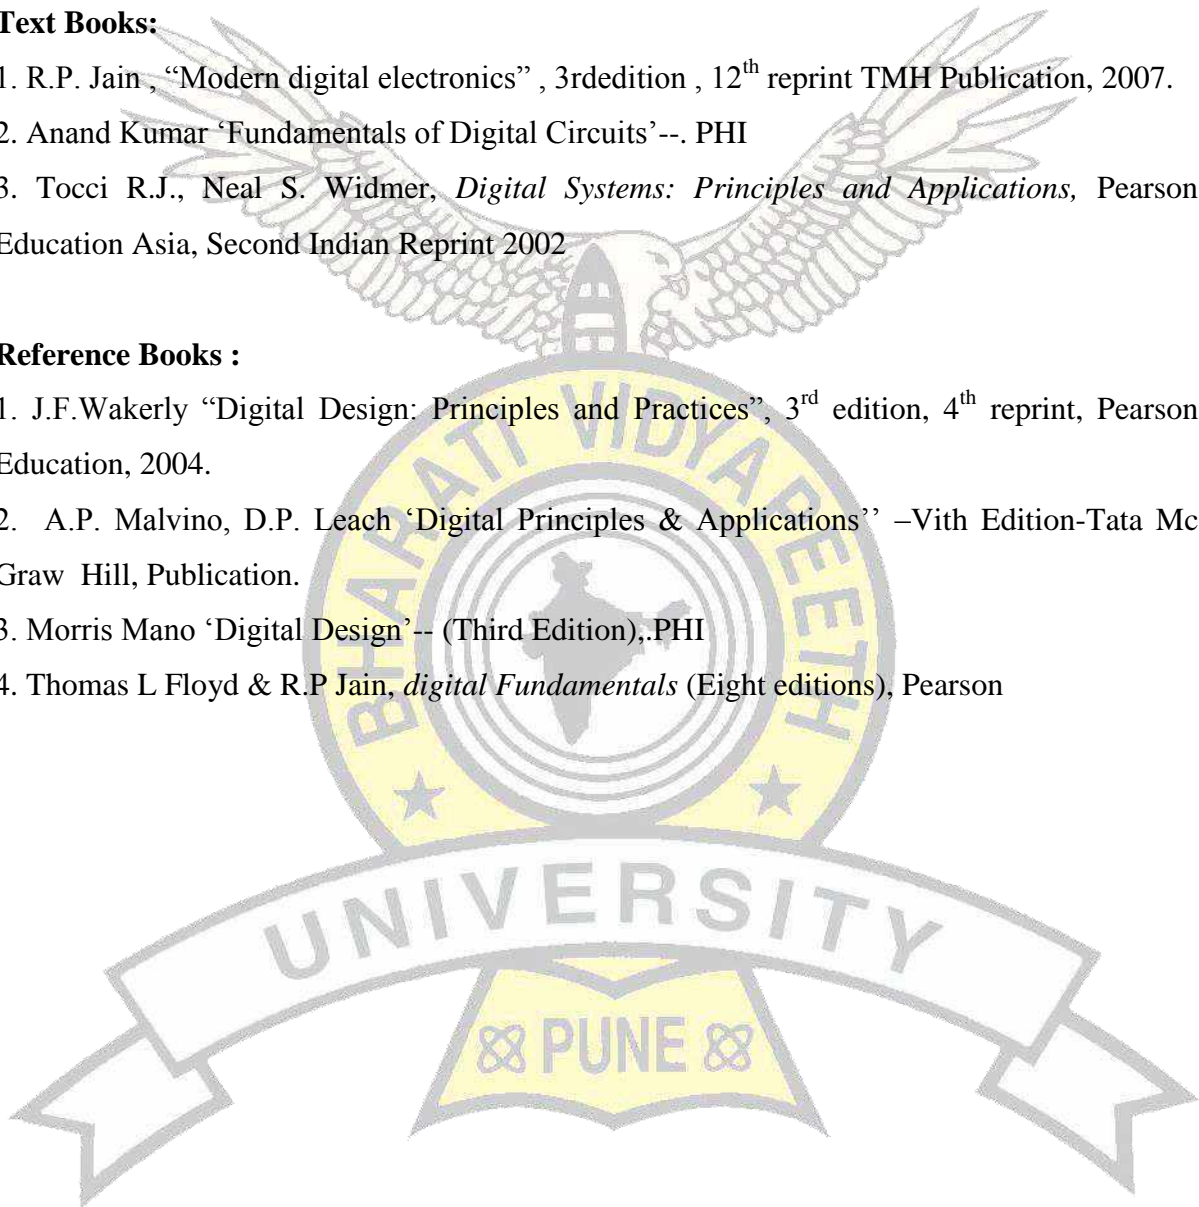 Text Books:
1. R.P. Jain , “Modern digital electronics” , 3rdedition , 12th reprint TMH Publication, 2007.
2. Anand Kumar ‘Fundamentals of Digital Circuits’--. PHI
3. Tocci R.J., Neal S. Widmer, Digital Systems: Principles and Applications, Pearson
Education Asia, Second Indian Reprint 2002
Reference Books :
1. J.F.Wakerly “Digital Design: Principles and Practices”, 3rd edition, 4th reprint, Pearson
Education, 2004.
2. A.P. Malvino, D.P. Leach ‘Digital Principles & Applications’’ –Vith Edition-Tata Mc
Graw Hill, Publication.
3. Morris Mano ‘Digital Design’-- (Third Edition),.PHI
4. Thomas L Floyd & R.P Jain, digital Fundamentals (Eight editions), Pearson
BHARATI VIDYAPEETH
UNIVERSITY
PUNE